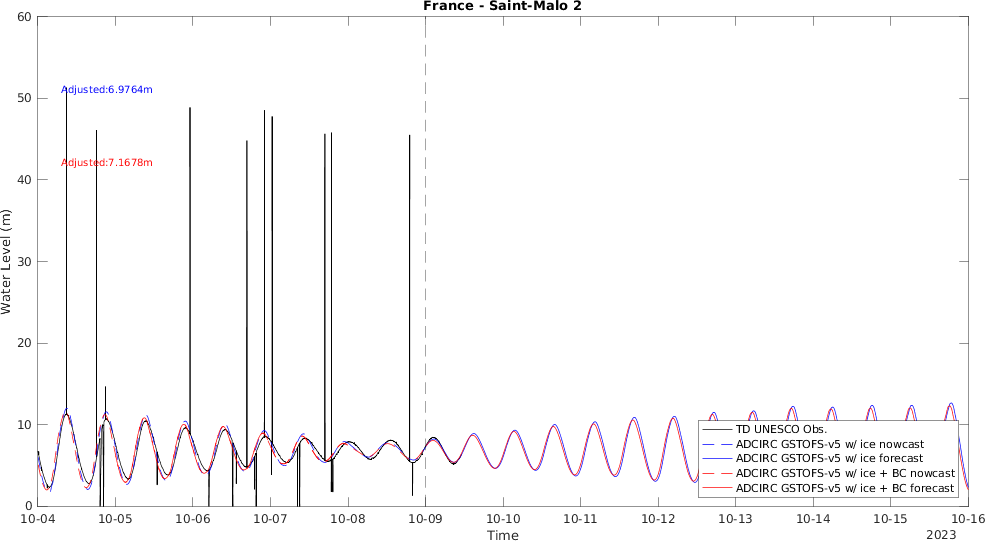 France - Saint-Malo 2
60
50
40
30
20
10
0
Water Level (m)
Adjusted:6.9764m
Adjusted:7.1678m
TD UNESCO Obs.
ADCIRC GSTOFS-v5 w/ ice nowcast
ADCIRC GSTOFS-v5 w/ ice forecast
ADCIRC GSTOFS-v5 w/ ice + BC nowcast
ADCIRC GSTOFS-v5 w/ ice + BC forecast
10-04 10-05 10-06 10-07 10-08 10-09 10-10 10-11 10-12 10-13 10-14 10-15 10-16
Time
2023